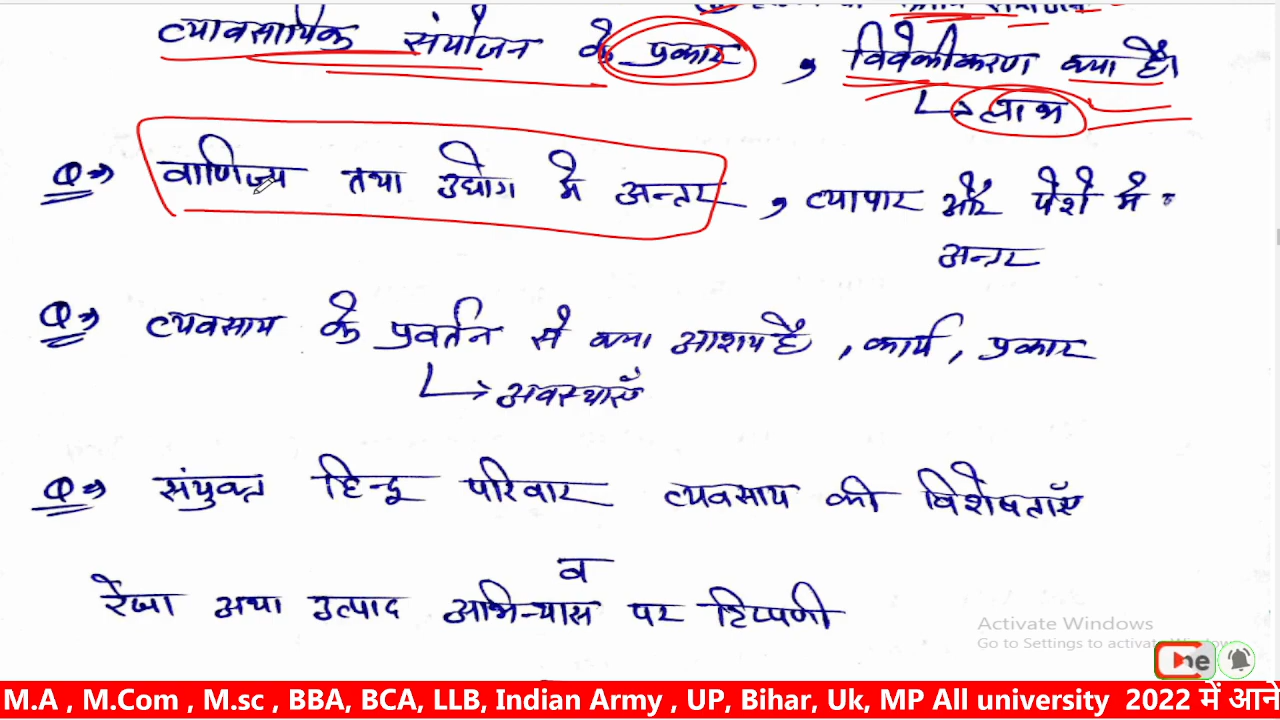 व्यावसायिक संयोजन के प्रकार , विवेकीकरण क्या है।
↳ लाभ
Q⇒ वाणिज्य तथा उद्योग में अन्तर , व्यापार और पेशे में
अन्तर
Q⇒ व्यवसाय के प्रवर्तन से क्या आशय है , कार्य , प्रकार
↳ अवस्थाएँ
Q⇒ संयुक्त हिन्दू परिवार व्यवसाय की विशेषताएँ
व
रेखा अथा उत्पाद अभिन्यास पर टिप्पणी
Activate Windows
Go to Settings to activate Windows.
One
M.A , M.Com , M.sc , BBA, BCA, LLB, Indian Army , UP, Bihar, Uk, MP All university 2022 में आने